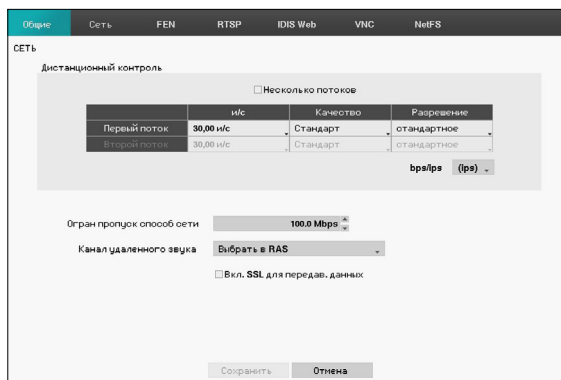 Общие Сеть FEN RTSP IDIS Web VNC NetFS
СЕТЬ
Дистанционный контроль
Несколько потоков
и/с Качество Разрешение
Первый поток 30,00 и/с Стандарт стандартное
Второй поток 30,00 и/с Стандарт стандартное
bps/ips (ips)
Огран пропуск способ сети 100.0 Mbps
Канал удаленного звука Выбрать в RAS
Вкл. SSL для передав. данных
Сохранить Отмена